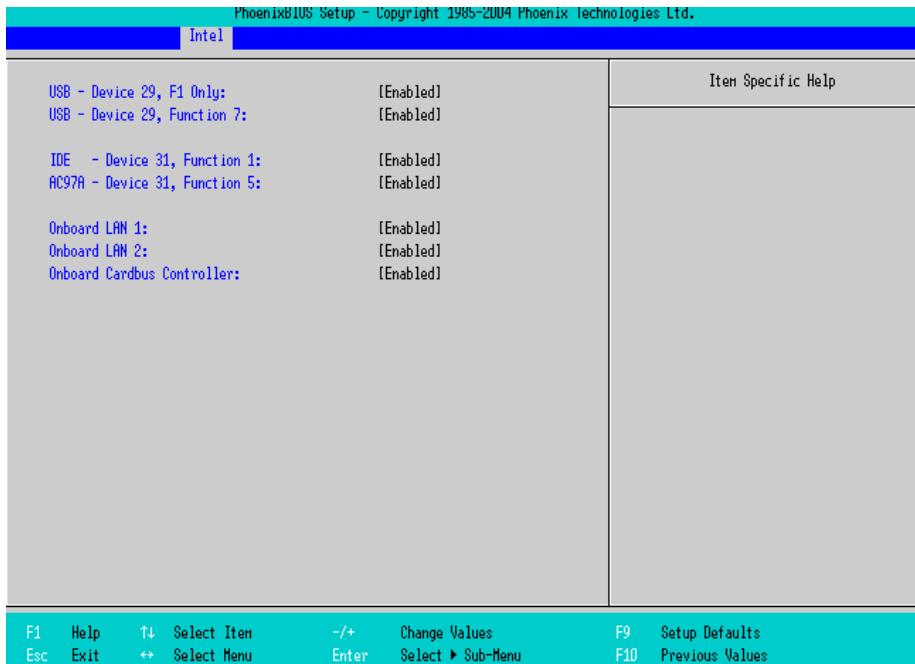 PhoenixBIOS Setup - Copyright 1985-2004 Phoenix Technologies Ltd.
Intel
Item Specific Help
USB - Device 29, F1 Only: [Enabled]
USB - Device 29, Function 7: [Enabled]
IDE - Device 31, Function 1: [Enabled]
AC97A - Device 31, Function 5: [Enabled]
Onboard LAN 1: [Enabled]
Onboard LAN 2: [Enabled]
Onboard Cardbus Controller: [Enabled]
F1 Help ↑↓ Select Item -/+ Change Values F9 Setup Defaults
Esc Exit ↔ Select Menu Enter Select ▶ Sub-Menu F10 Previous Values